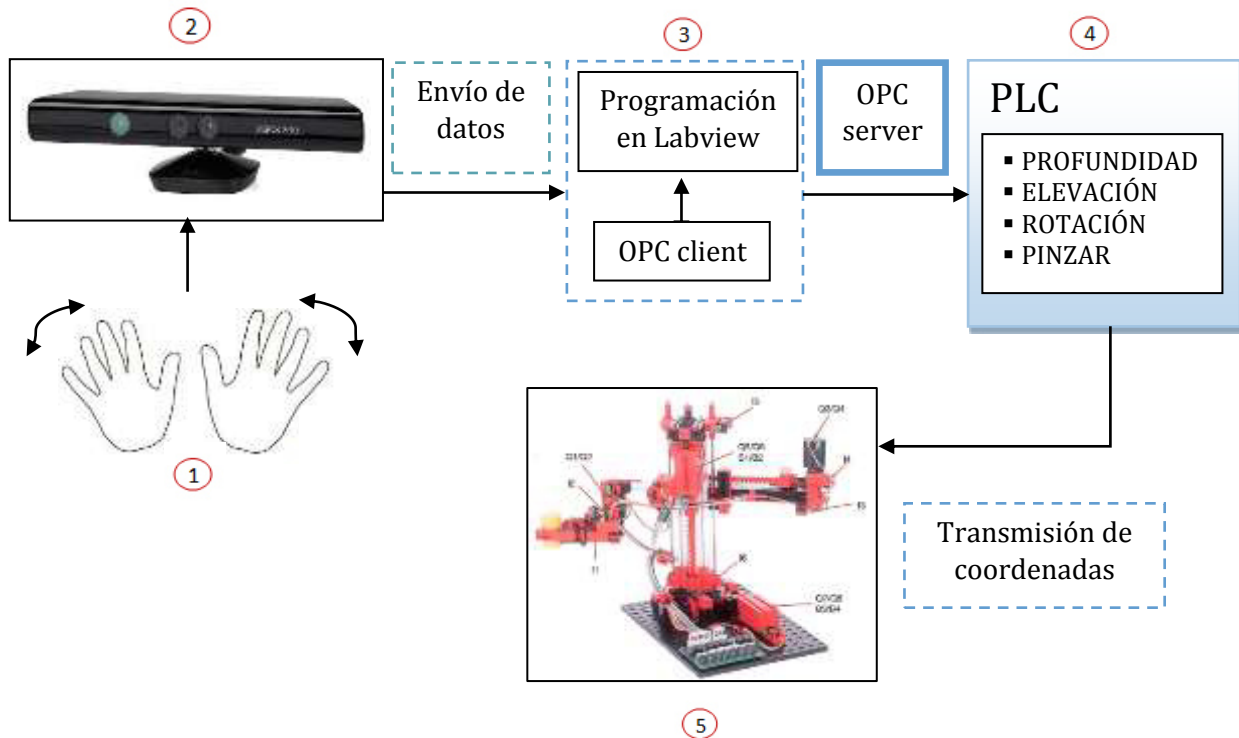 2
3
4
Envío de
datos
Programación
en Labview
OPC client
OPC
server
PLC
▪ PROFUNDIDAD
▪ ELEVACIÓN
▪ ROTACIÓN
▪ PINZAR
1
Transmisión de
coordenadas
5